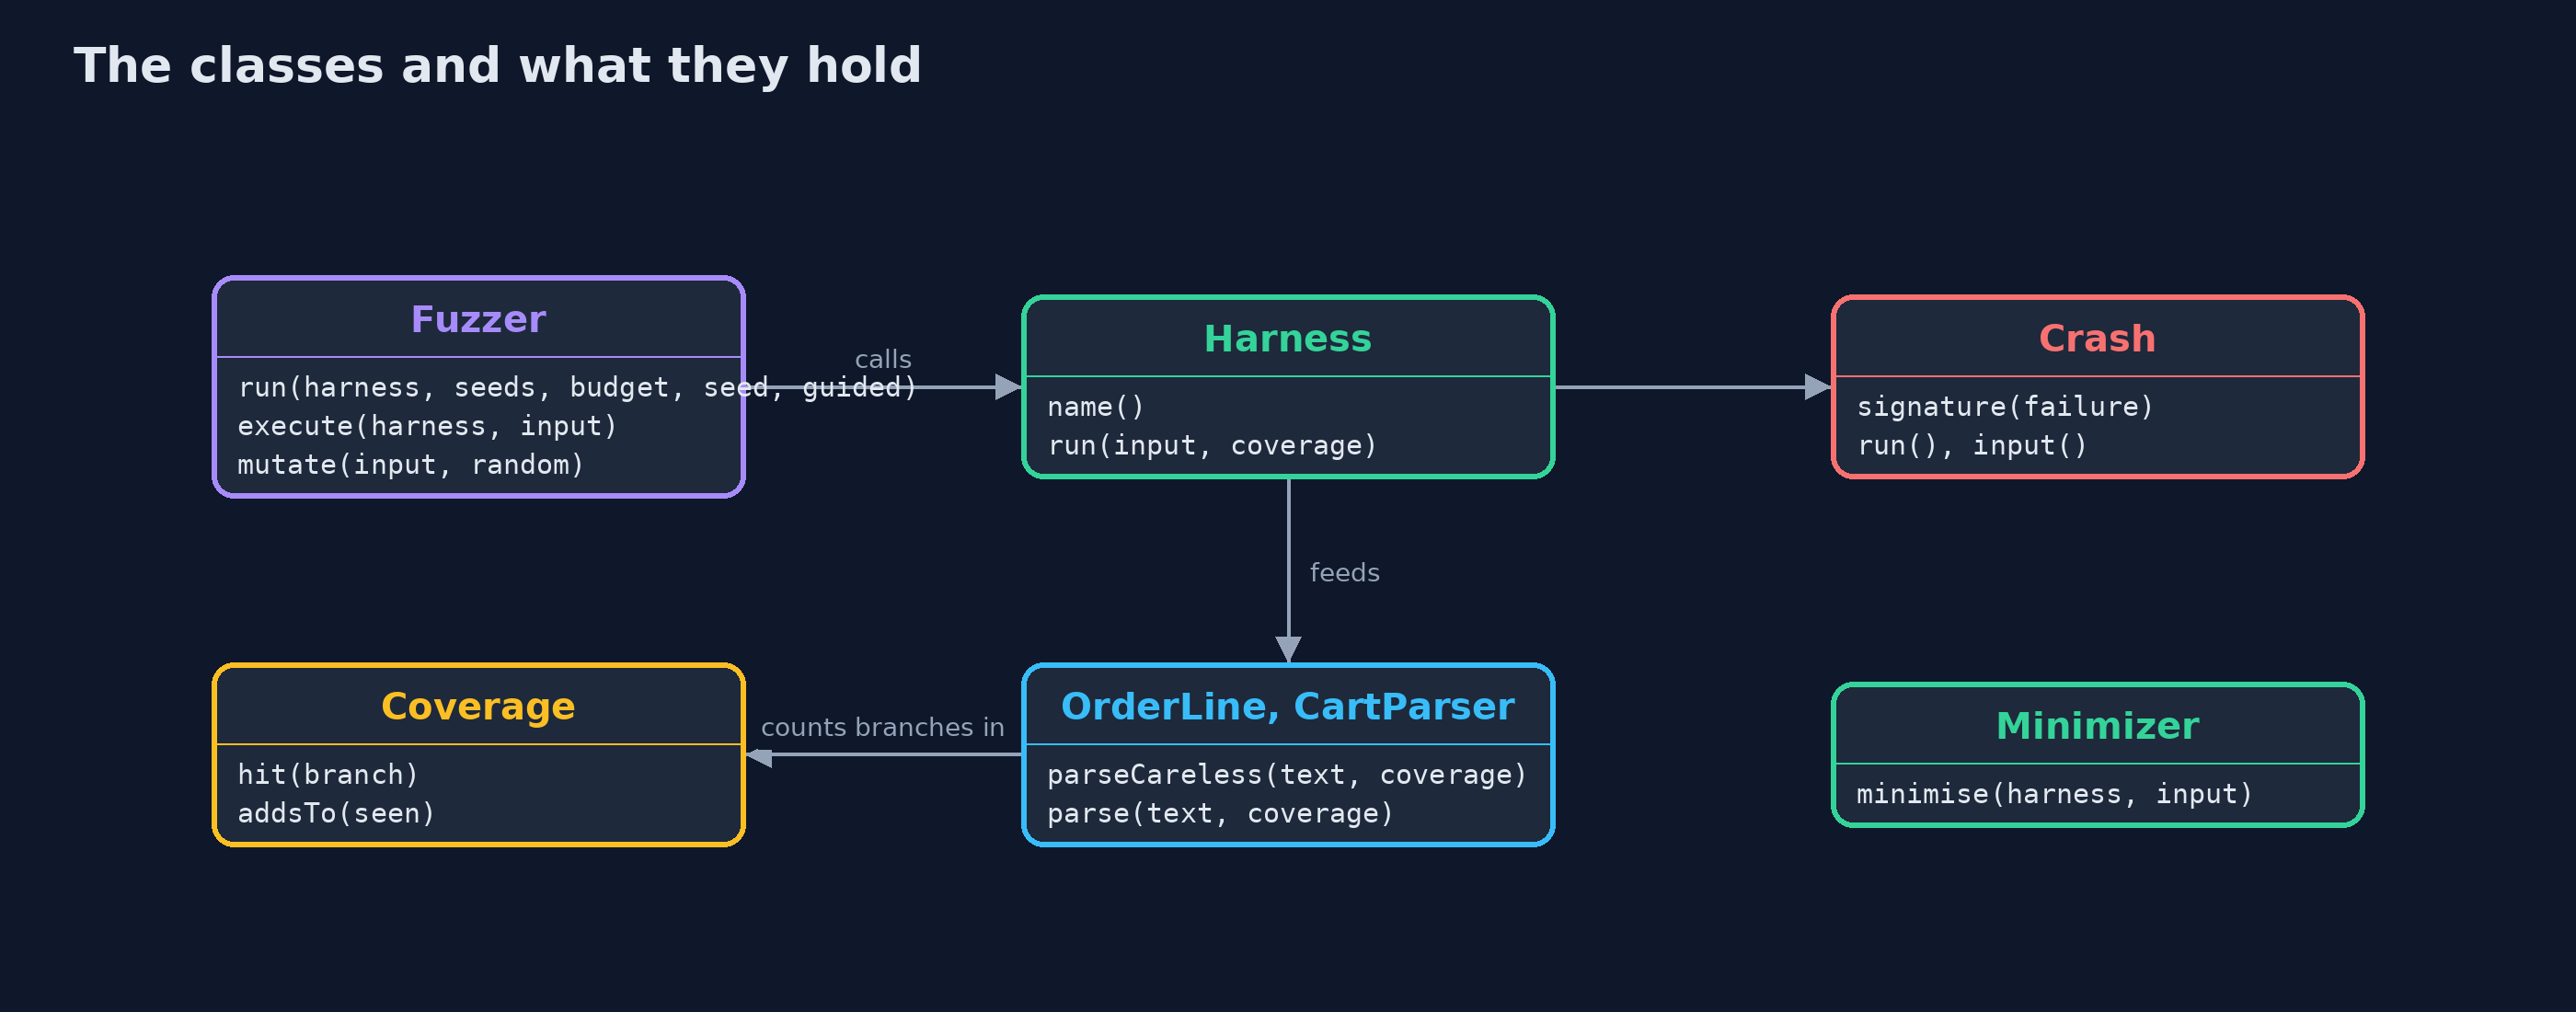 The classes and what they hold
Fuzzer
run(harness, seeds, budget, seed, guided)
execute(harness, input)
mutate(input, random)
calls
Harness
name()
run(input, coverage)
Crash
signature(failure)
run(), input()
feeds
Coverage
hit(branch)
addsTo(seen)
counts branches in
OrderLine, CartParser
parseCareless(text, coverage)
parse(text, coverage)
Minimizer
minimise(harness, input)